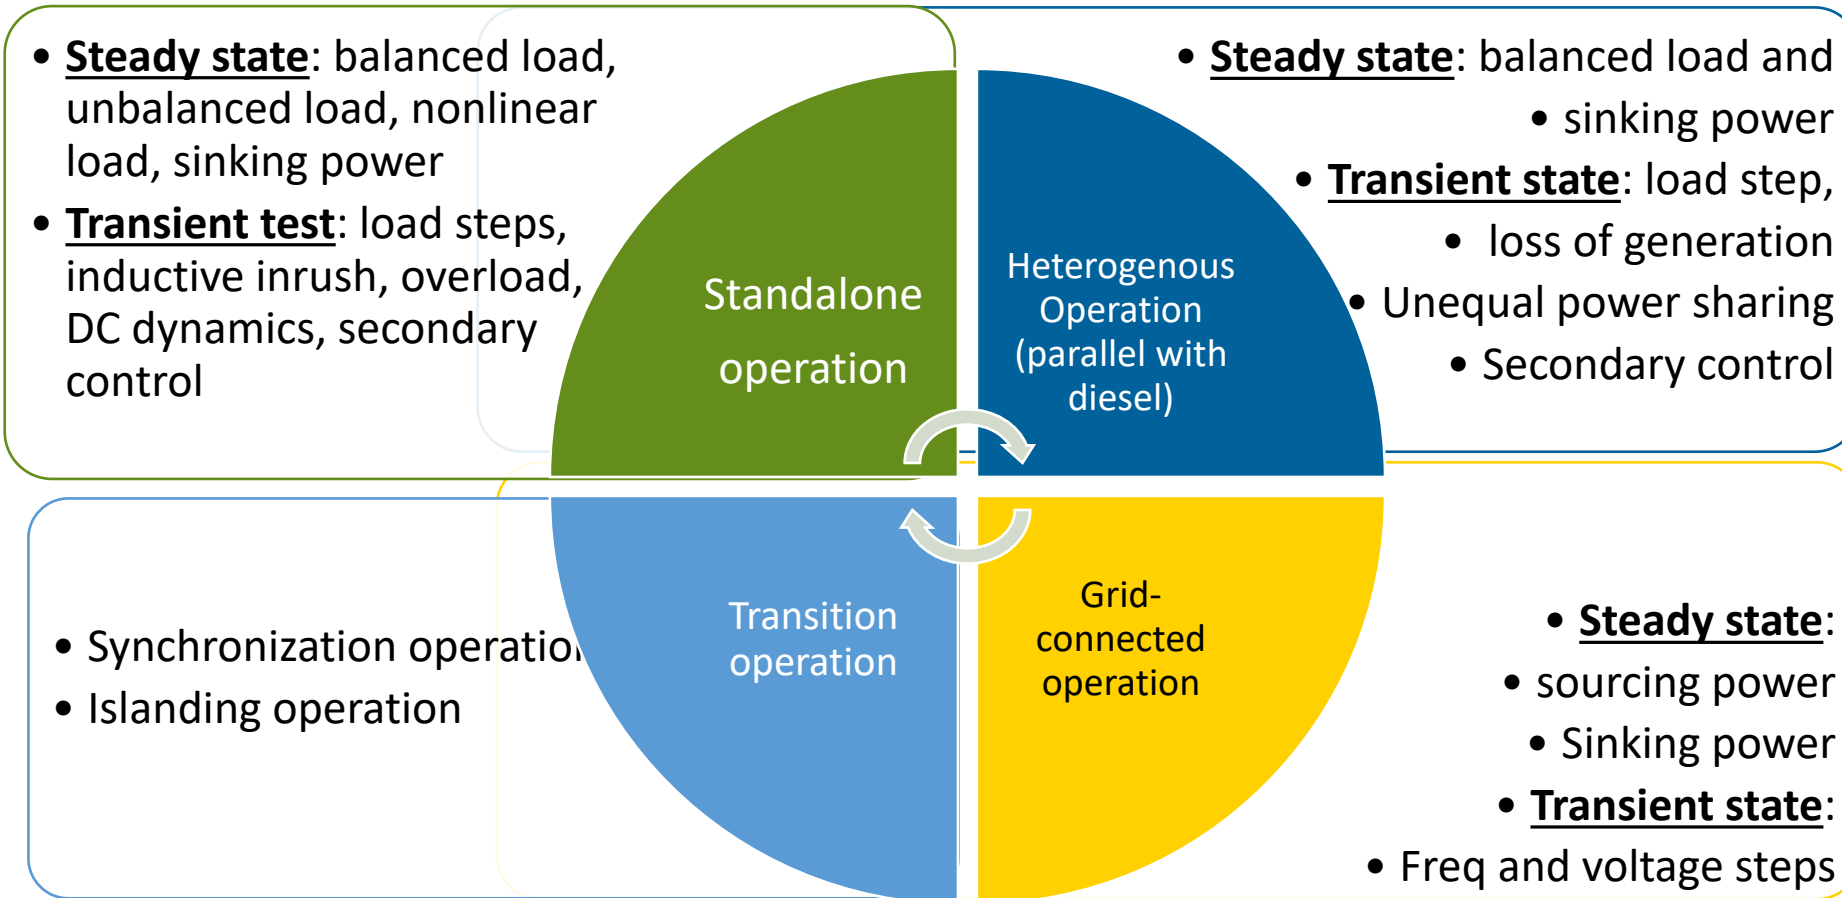 • Steady state: balanced load,
unbalanced load, nonlinear
load, sinking power
• Transient test: load steps,
inductive inrush, overload,
DC dynamics, secondary
control
Standalone
operation
• Steady state: balanced load and
• sinking power
• Transient state: load step,
• loss of generation
• Unequal power sharing
• Secondary control
Heterogenous
Operation
(parallel with
diesel)
• Synchronization operation
• Islanding operation
Transition
operation
Grid-
connected
operation
• Steady state:
• sourcing power
• Sinking power
• Transient state:
• Freq and voltage steps